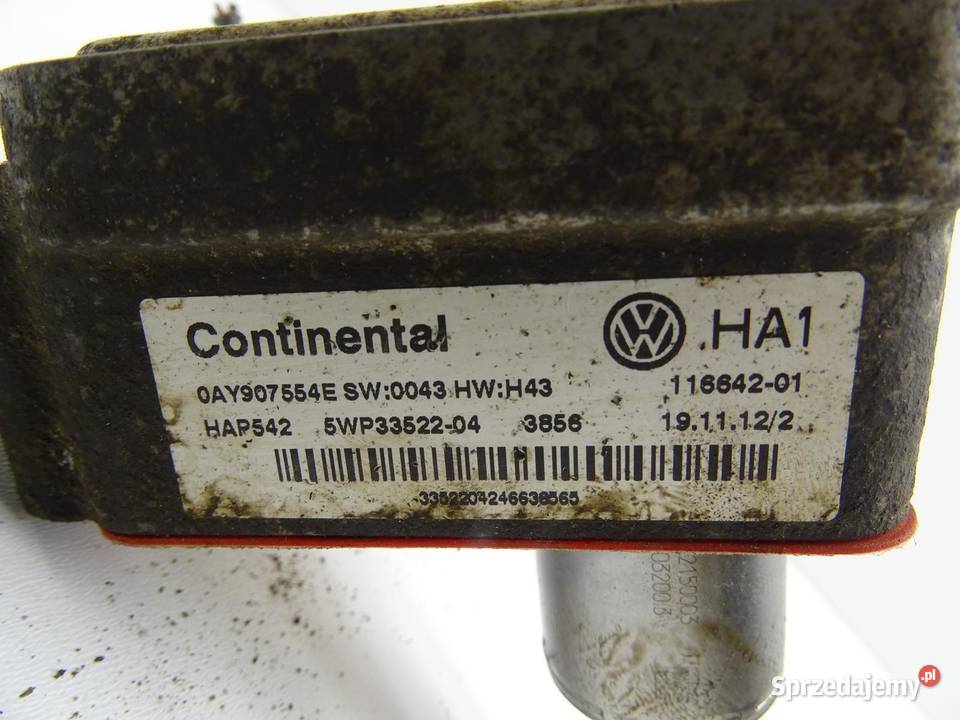 Continental
HA1
0AY907554E SW:0043 HW:H43
116642-01
HAP542 5WP33522-04 3856
19.11.12/2
3352204246638565
Sprzedajemy.pl